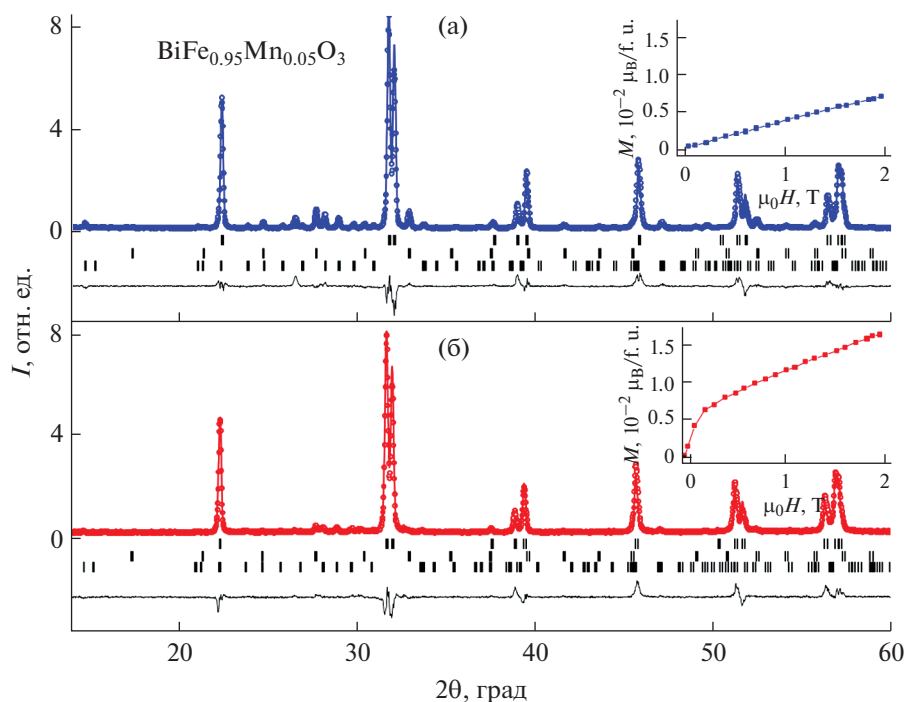 8
(а)
BiFe₀.₉₅Mn₀.₀₅O₃
M, 10⁻² μB/f. u.
1.5
1.0
0.5
0
0 1 2
μ₀H, T
4
0
I, отн. ед.
8
(б)
M, 10⁻² μB/f. u.
1.5
1.0
0.5
0
0 1 2
μ₀H, T
4
0
20 30 40 50 60
2θ, град